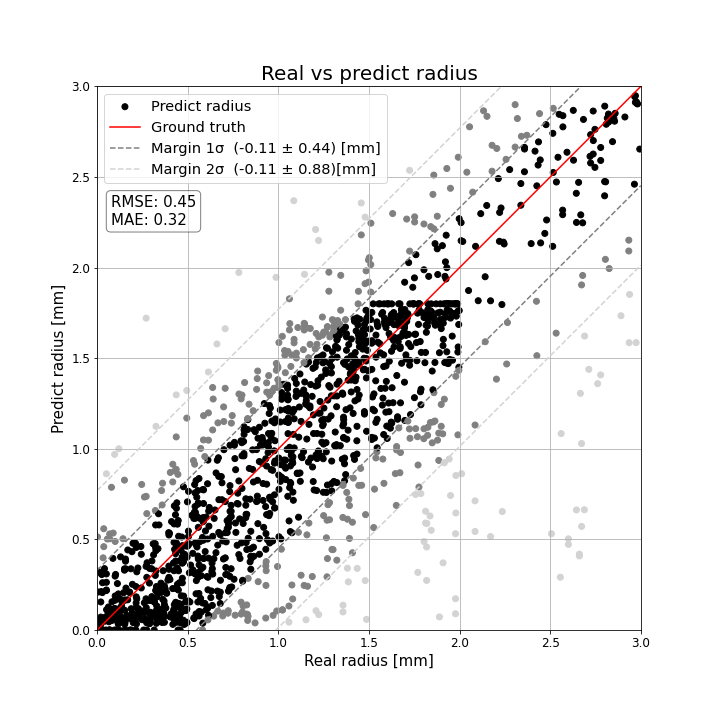 Real vs predict radius
3.0
2.5
2.0
1.5
1.0
0.5
0.0
Predict radius [mm]
Predict radius
Ground truth
Margin 1σ  (-0.11 ± 0.44) [mm]
Margin 2σ  (-0.11 ± 0.88)[mm]
RMSE: 0.45
MAE: 0.32
0.0 0.5 1.0 1.5 2.0 2.5 3.0
Real radius [mm]